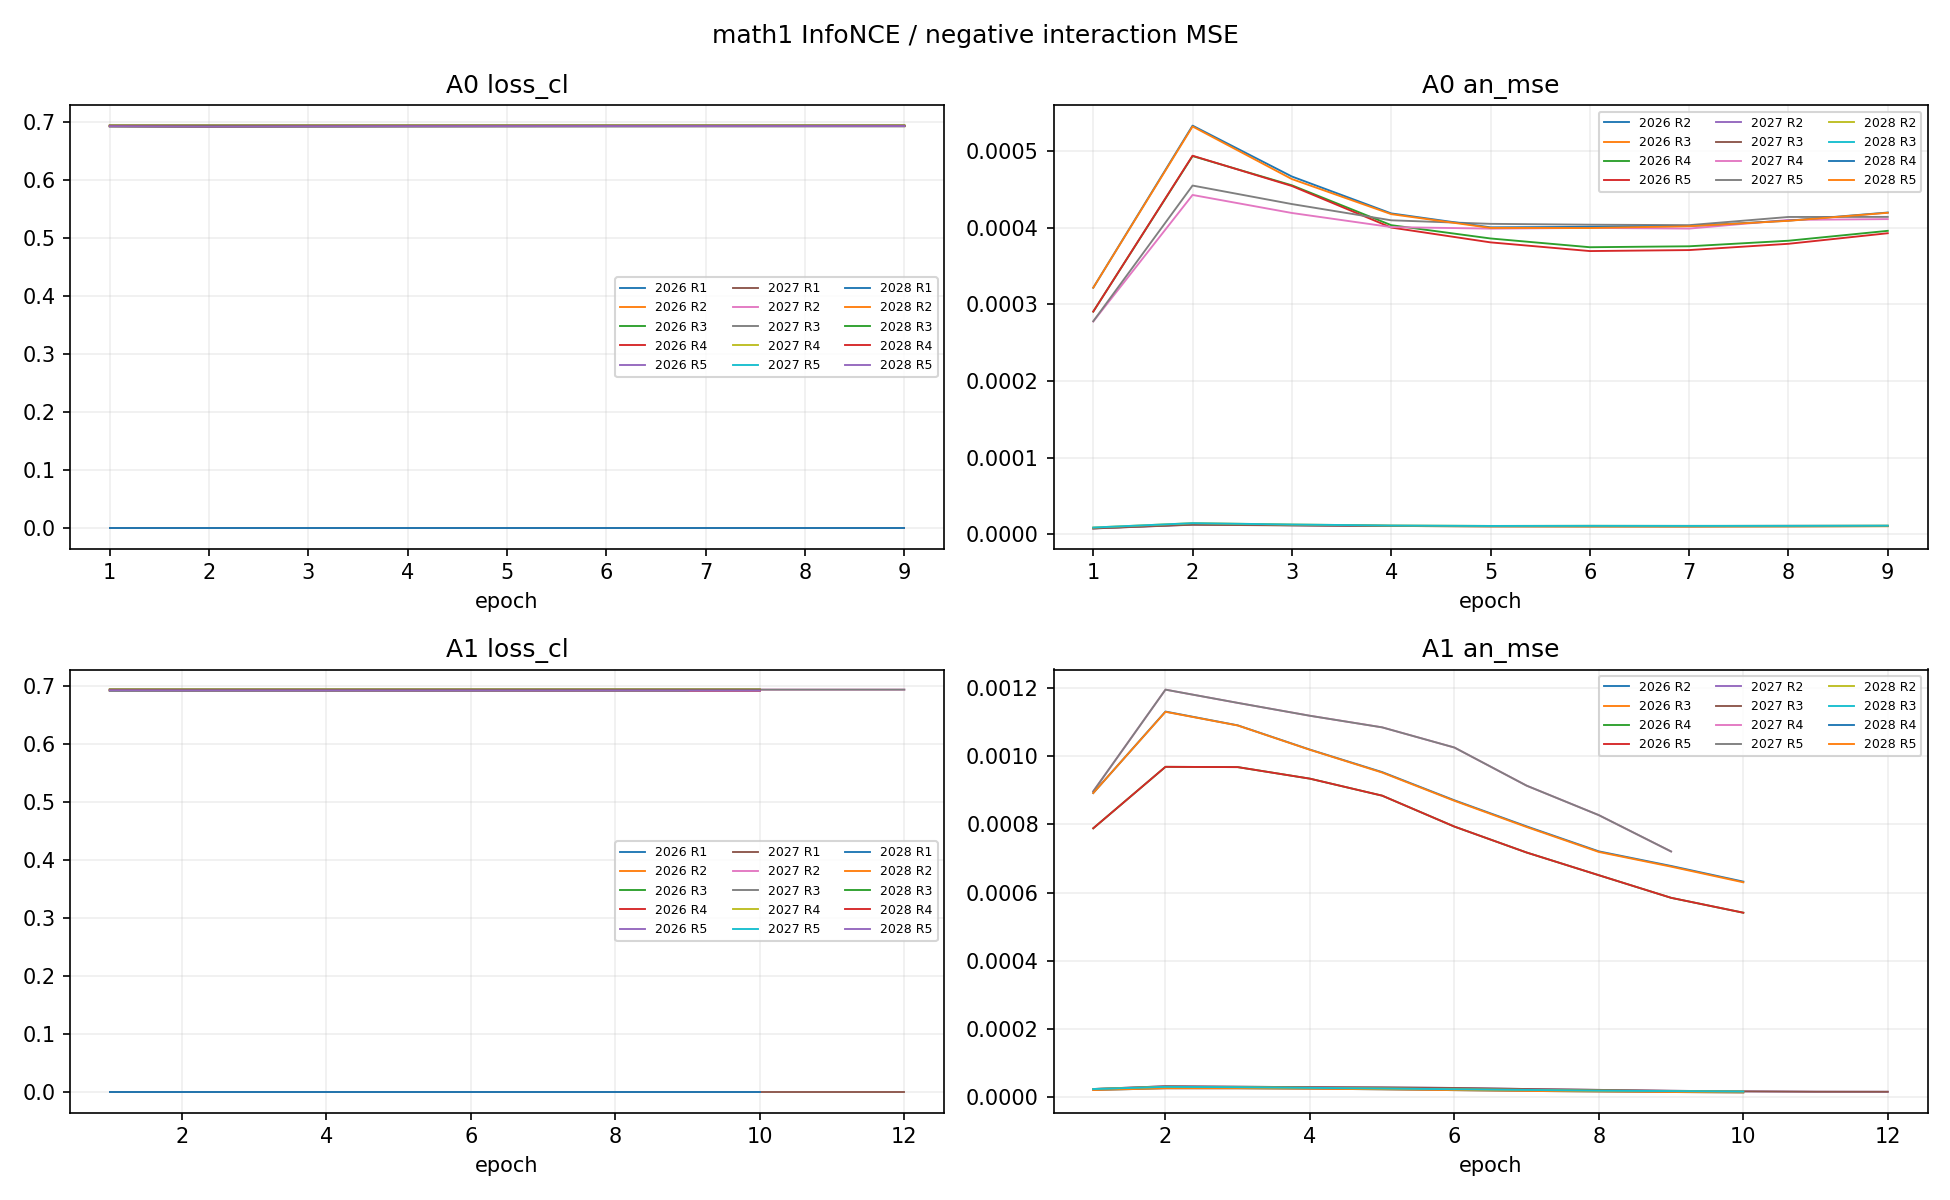 math1 InfoNCE / negative interaction MSE
A0 loss_cl
0.7
0.6
0.5
0.4
0.3
0.2
0.1
0.0
2026 R1 2027 R1 2028 R1
2026 R2 2027 R2 2028 R2
2026 R3 2027 R3 2028 R3
2026 R4 2027 R4 2028 R4
2026 R5 2027 R5 2028 R5
1 2 3 4 5 6 7 8 9
epoch
A0 an_mse
0.0005
0.0004
0.0003
0.0002
0.0001
0.0000
2026 R2 2027 R2 2028 R2
2026 R3 2027 R3 2028 R3
2026 R4 2027 R4 2028 R4
2026 R5 2027 R5 2028 R5
1 2 3 4 5 6 7 8 9
epoch
A1 loss_cl
0.7
0.6
0.5
0.4
0.3
0.2
0.1
0.0
2026 R1 2027 R1 2028 R1
2026 R2 2027 R2 2028 R2
2026 R3 2027 R3 2028 R3
2026 R4 2027 R4 2028 R4
2026 R5 2027 R5 2028 R5
2 4 6 8 10 12
epoch
A1 an_mse
0.0012
0.0010
0.0008
0.0006
0.0004
0.0002
0.0000
2026 R2 2027 R2 2028 R2
2026 R3 2027 R3 2028 R3
2026 R4 2027 R4 2028 R4
2026 R5 2027 R5 2028 R5
2 4 6 8 10 12
epoch